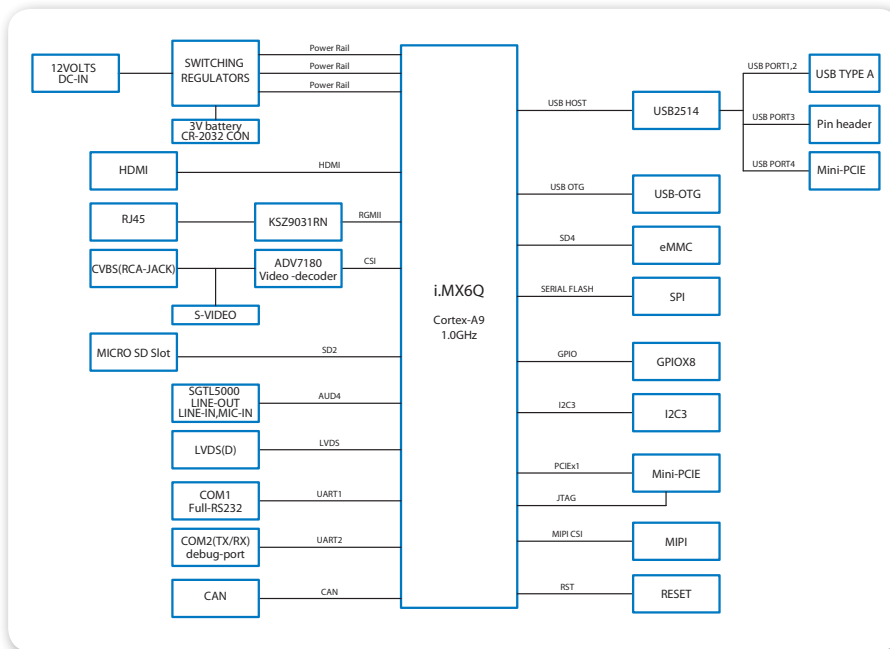 12VOLTS
DC-IN
SWITCHING
REGULATORS
Power Rail
Power Rail
Power Rail
3V battery
CR-2032 CON
HDMI
HDMI
RJ45
KSZ9031RN
RGMII
CVBS(RCA-JACK)
ADV7180
Video -decoder
CSI
S-VIDEO
MICRO SD Slot
SD2
SGTL5000
LINE-OUT
LINE-IN,MIC-IN
AUD4
LVDS(D)
LVDS
COM1
Full-RS232
UART1
COM2(TX/RX)
debug-port
UART2
CAN
CAN
i.MX6Q
Cortex-A9
1.0GHz
USB HOST
USB2514
USB PORT1,2
USB TYPE A
USB PORT3
Pin header
USB PORT4
Mini-PCIE
USB OTG
USB-OTG
SD4
eMMC
SERIAL FLASH
SPI
GPIO
GPIOX8
I2C3
I2C3
PCIEx1
Mini-PCIE
JTAG
MIPI CSI
MIPI
RST
RESET